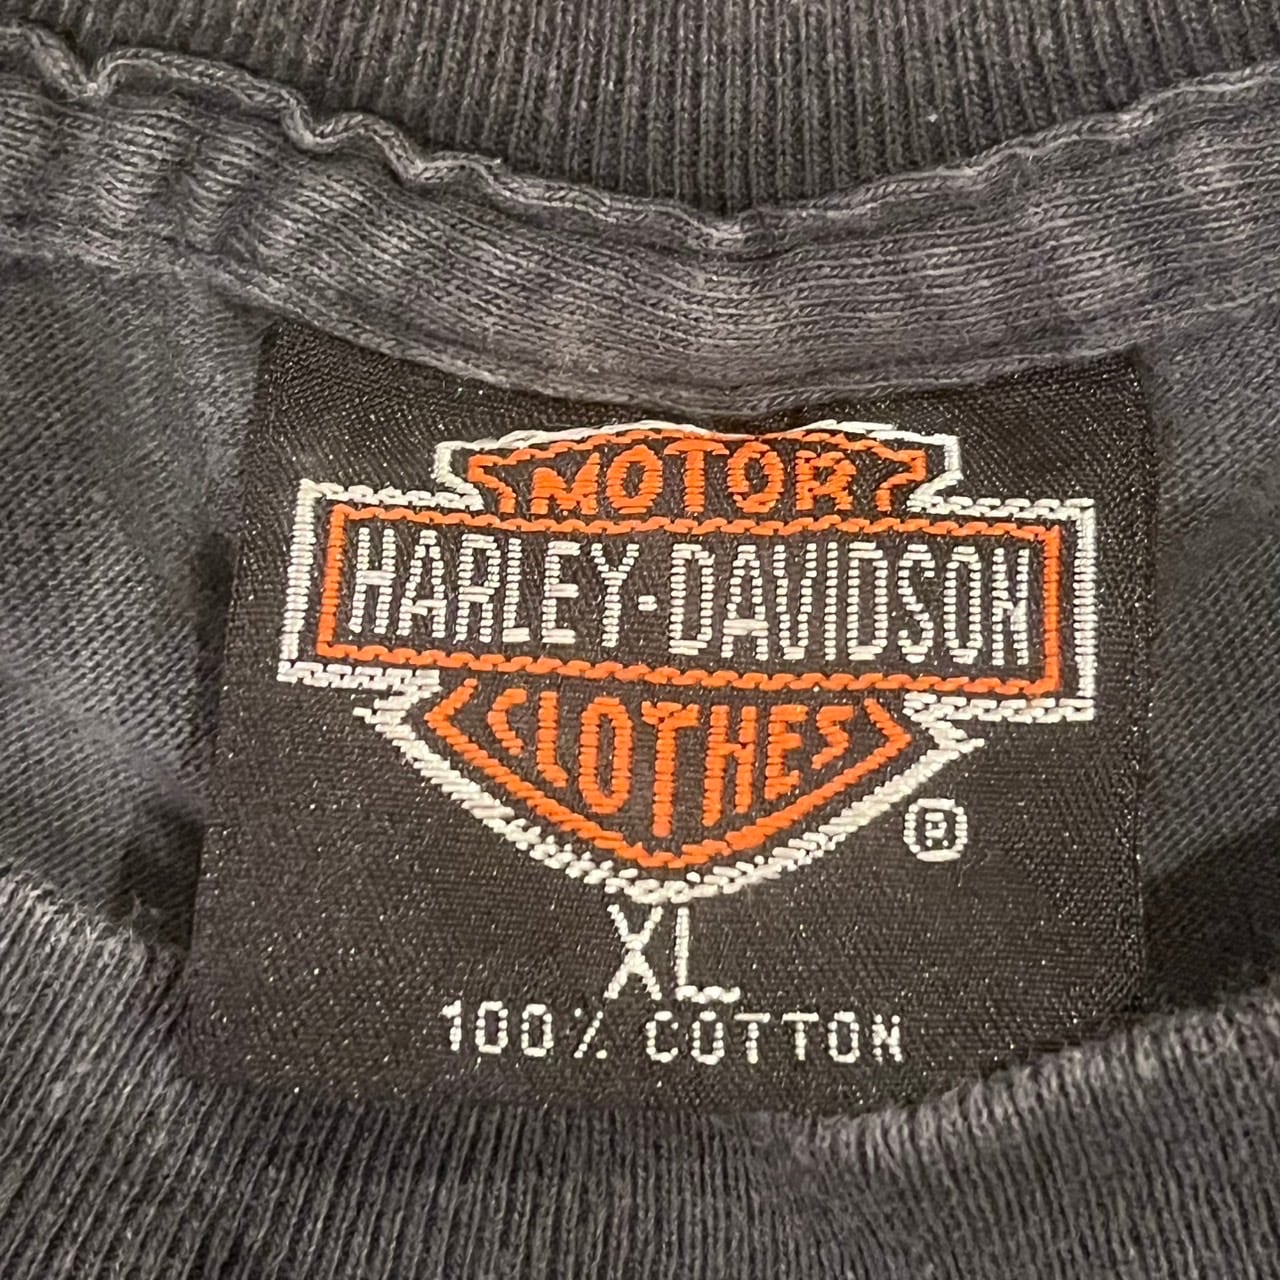 MOTOR
HARLEY-DAVIDSON
CLOTHES
®
XL
100% COTTON